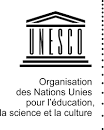 UNESCO
Organisation
des Nations Unies
pour l'éducation,
la science et la culture